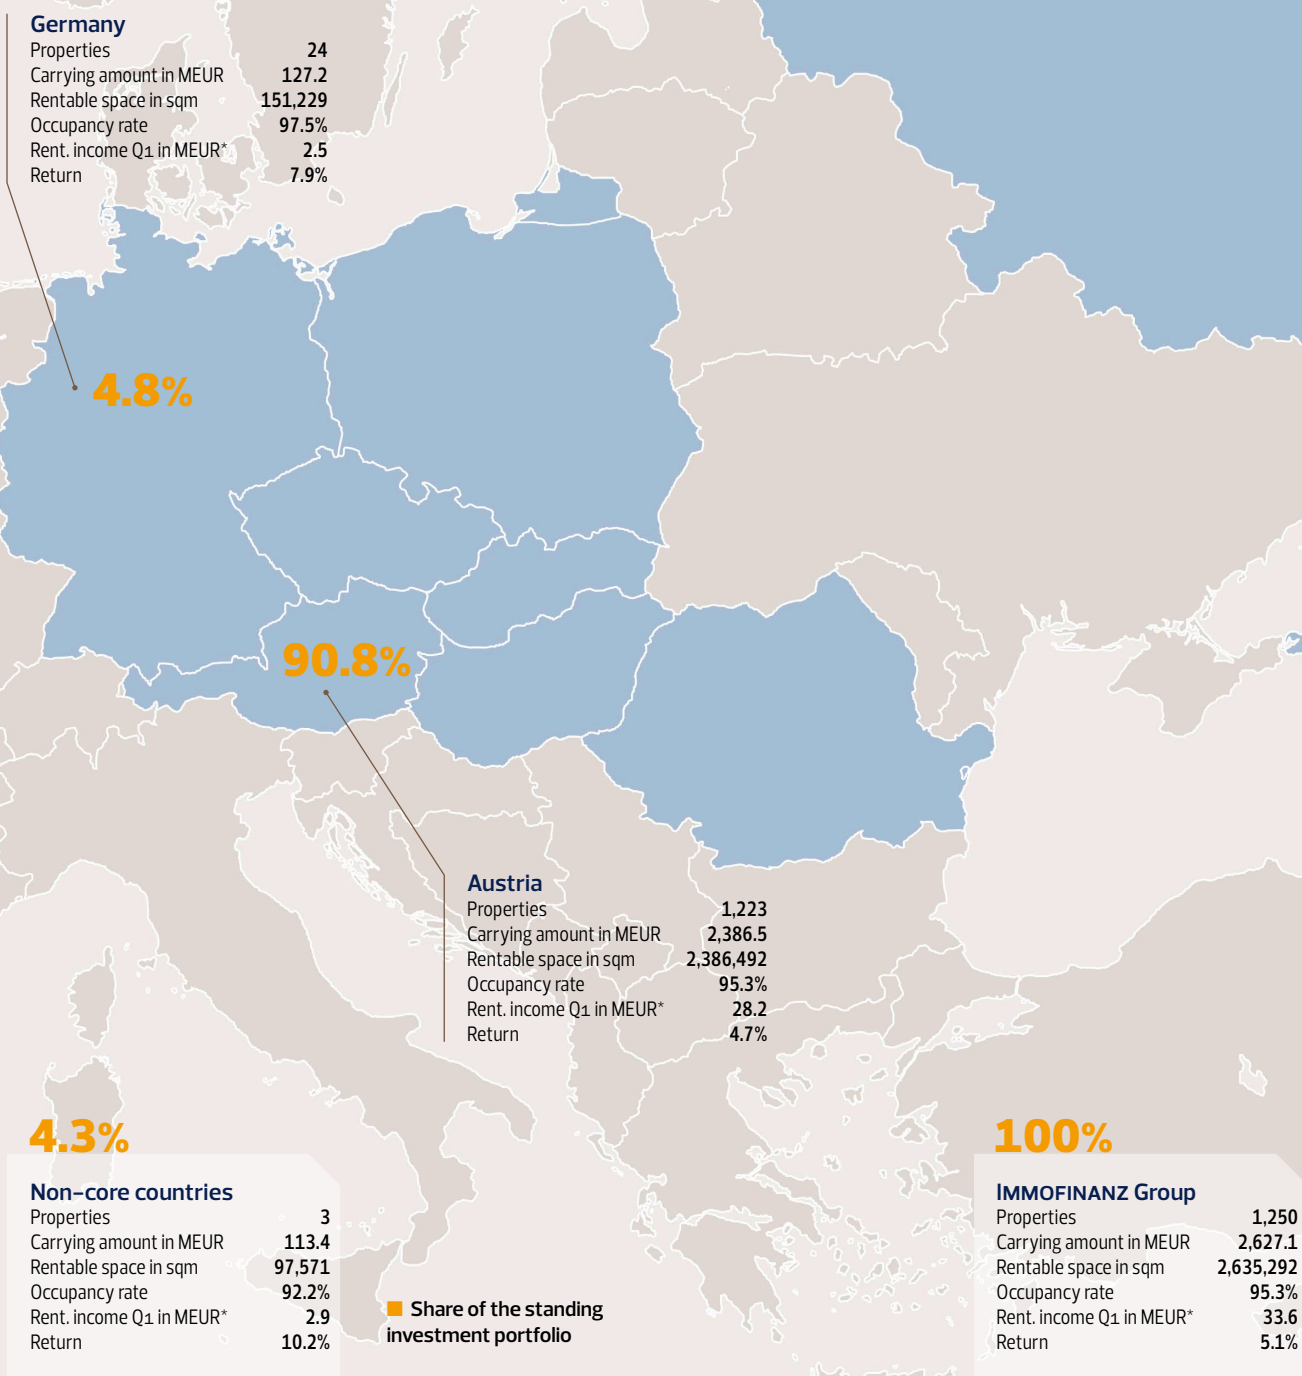 Germany
Properties 24
Carrying amount in MEUR 127.2
Rentable space in sqm 151,229
Occupancy rate 97.5%
Rent. income Q1 in MEUR* 2.5
Return 7.9%
4.8%
90.8%
Austria
Properties 1,223
Carrying amount in MEUR 2,386.5
Rentable space in sqm 2,386,492
Occupancy rate 95.3%
Rent. income Q1 in MEUR* 28.2
Return 4.7%
4.3%
Non-core countries
Properties 3
Carrying amount in MEUR 113.4
Rentable space in sqm 97,571
Occupancy rate 92.2%
Rent. income Q1 in MEUR* 2.9
Return 10.2%
Share of the standing
investment portfolio
100%
IMMOFINANZ Group
Properties 1,250
Carrying amount in MEUR 2,627.1
Rentable space in sqm 2,635,292
Occupancy rate 95.3%
Rent. income Q1 in MEUR* 33.6
Return 5.1%